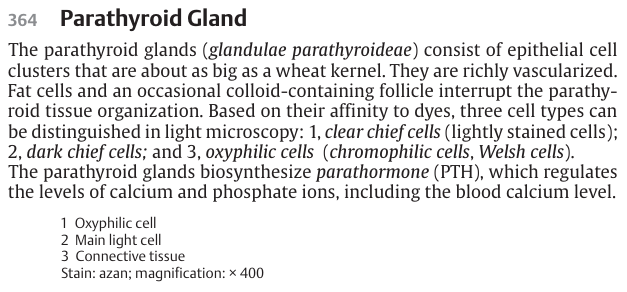 364 Parathyroid Gland
The parathyroid glands (glandulae parathyroideae) consist of epithelial cell
clusters that are about as big as a wheat kernel. They are richly vascularized.
Fat cells and an occasional colloid-containing follicle interrupt the parathy-
roid tissue organization. Based on their affinity to dyes, three cell types can
be distinguished in light microscopy: 1, clear chief cells (lightly stained cells);
2, dark chief cells; and 3, oxyphilic cells (chromophilic cells, Welsh cells).
The parathyroid glands biosynthesize parathormone (PTH), which regulates
the levels of calcium and phosphate ions, including the blood calcium level.
1 Oxyphilic cell
2 Main light cell
3 Connective tissue
Stain: azan; magnification: × 400